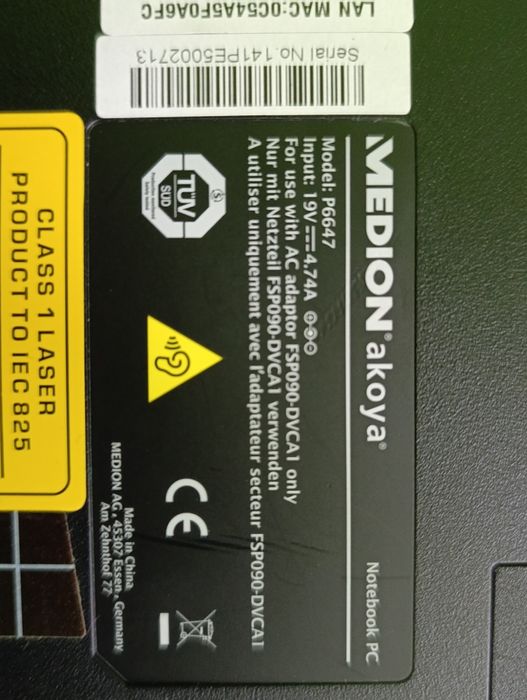 LAN MAC:0C54A5F0A6FC
Serial No.141PE5002713
MEDION® akoya®
Notebook PC
Model: P6647
Input: 19V 4.74A
For use with AC adaptor FSP090-DVCA1 only
Nur mit Netzteil FSP090-DVCA1 verwenden
A utiliser uniquement avec l'adaptateur secteur FSP090-DVCA1
TÜV
SÜD
CE
Made in China
MEDION AG, 45307 Essen, Germany
Am Zehnthof 77
CLASS 1 LASER
PRODUCT TO IEC 825